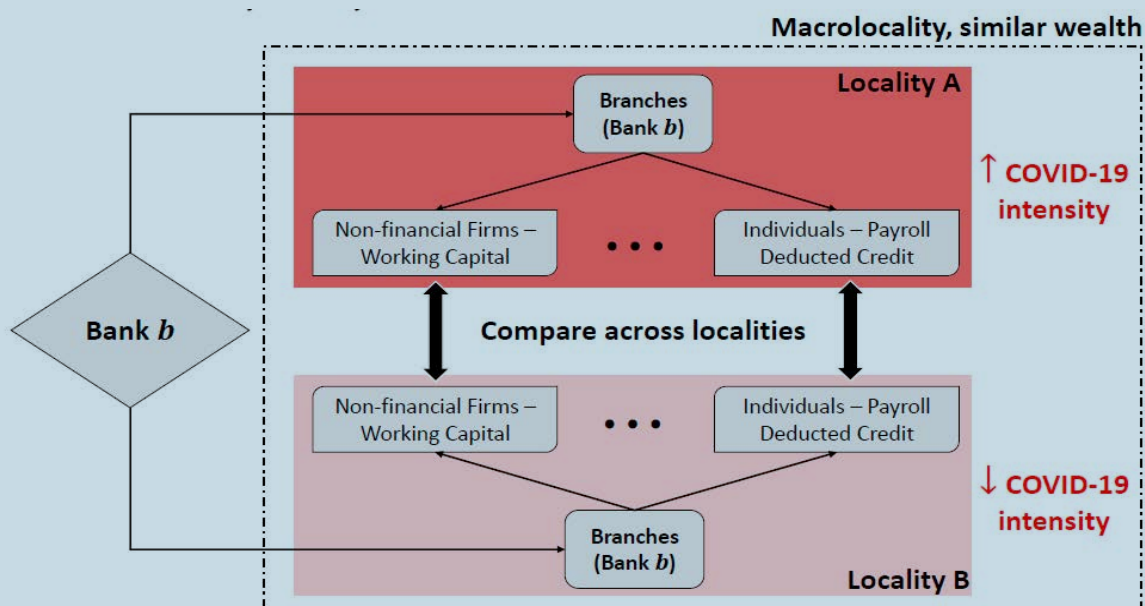 Macrolocality, similar wealth
Locality A
Branches
(Bank b)
↑ COVID-19
intensity
Non-financial Firms –
Working Capital
• • •
Individuals – Payroll
Deducted Credit
Bank b
Compare across localities
Non-financial Firms –
Working Capital
• • •
Individuals – Payroll
Deducted Credit
↓ COVID-19
intensity
Branches
(Bank b)
Locality B